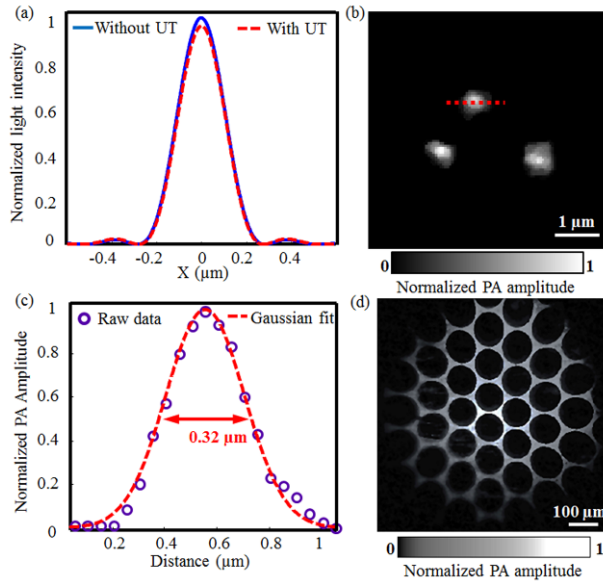 (a)
Without UT
With UT
Normalized light intensity
1
0.8
0.6
0.4
0.2
0
-0.4
-0.2
0
0.2
0.4
X (μm)
(b)
1 μm
0
1
Normalized PA amplitude
(c)
Raw data
Gaussian fit
Normalized PA Amplitude
1
0.8
0.6
0.4
0.2
0
0.32 μm
0.2
0.6
0.8
1
Distance (μm)
(d)
100 μm
0
1
Normalized PA amplitude